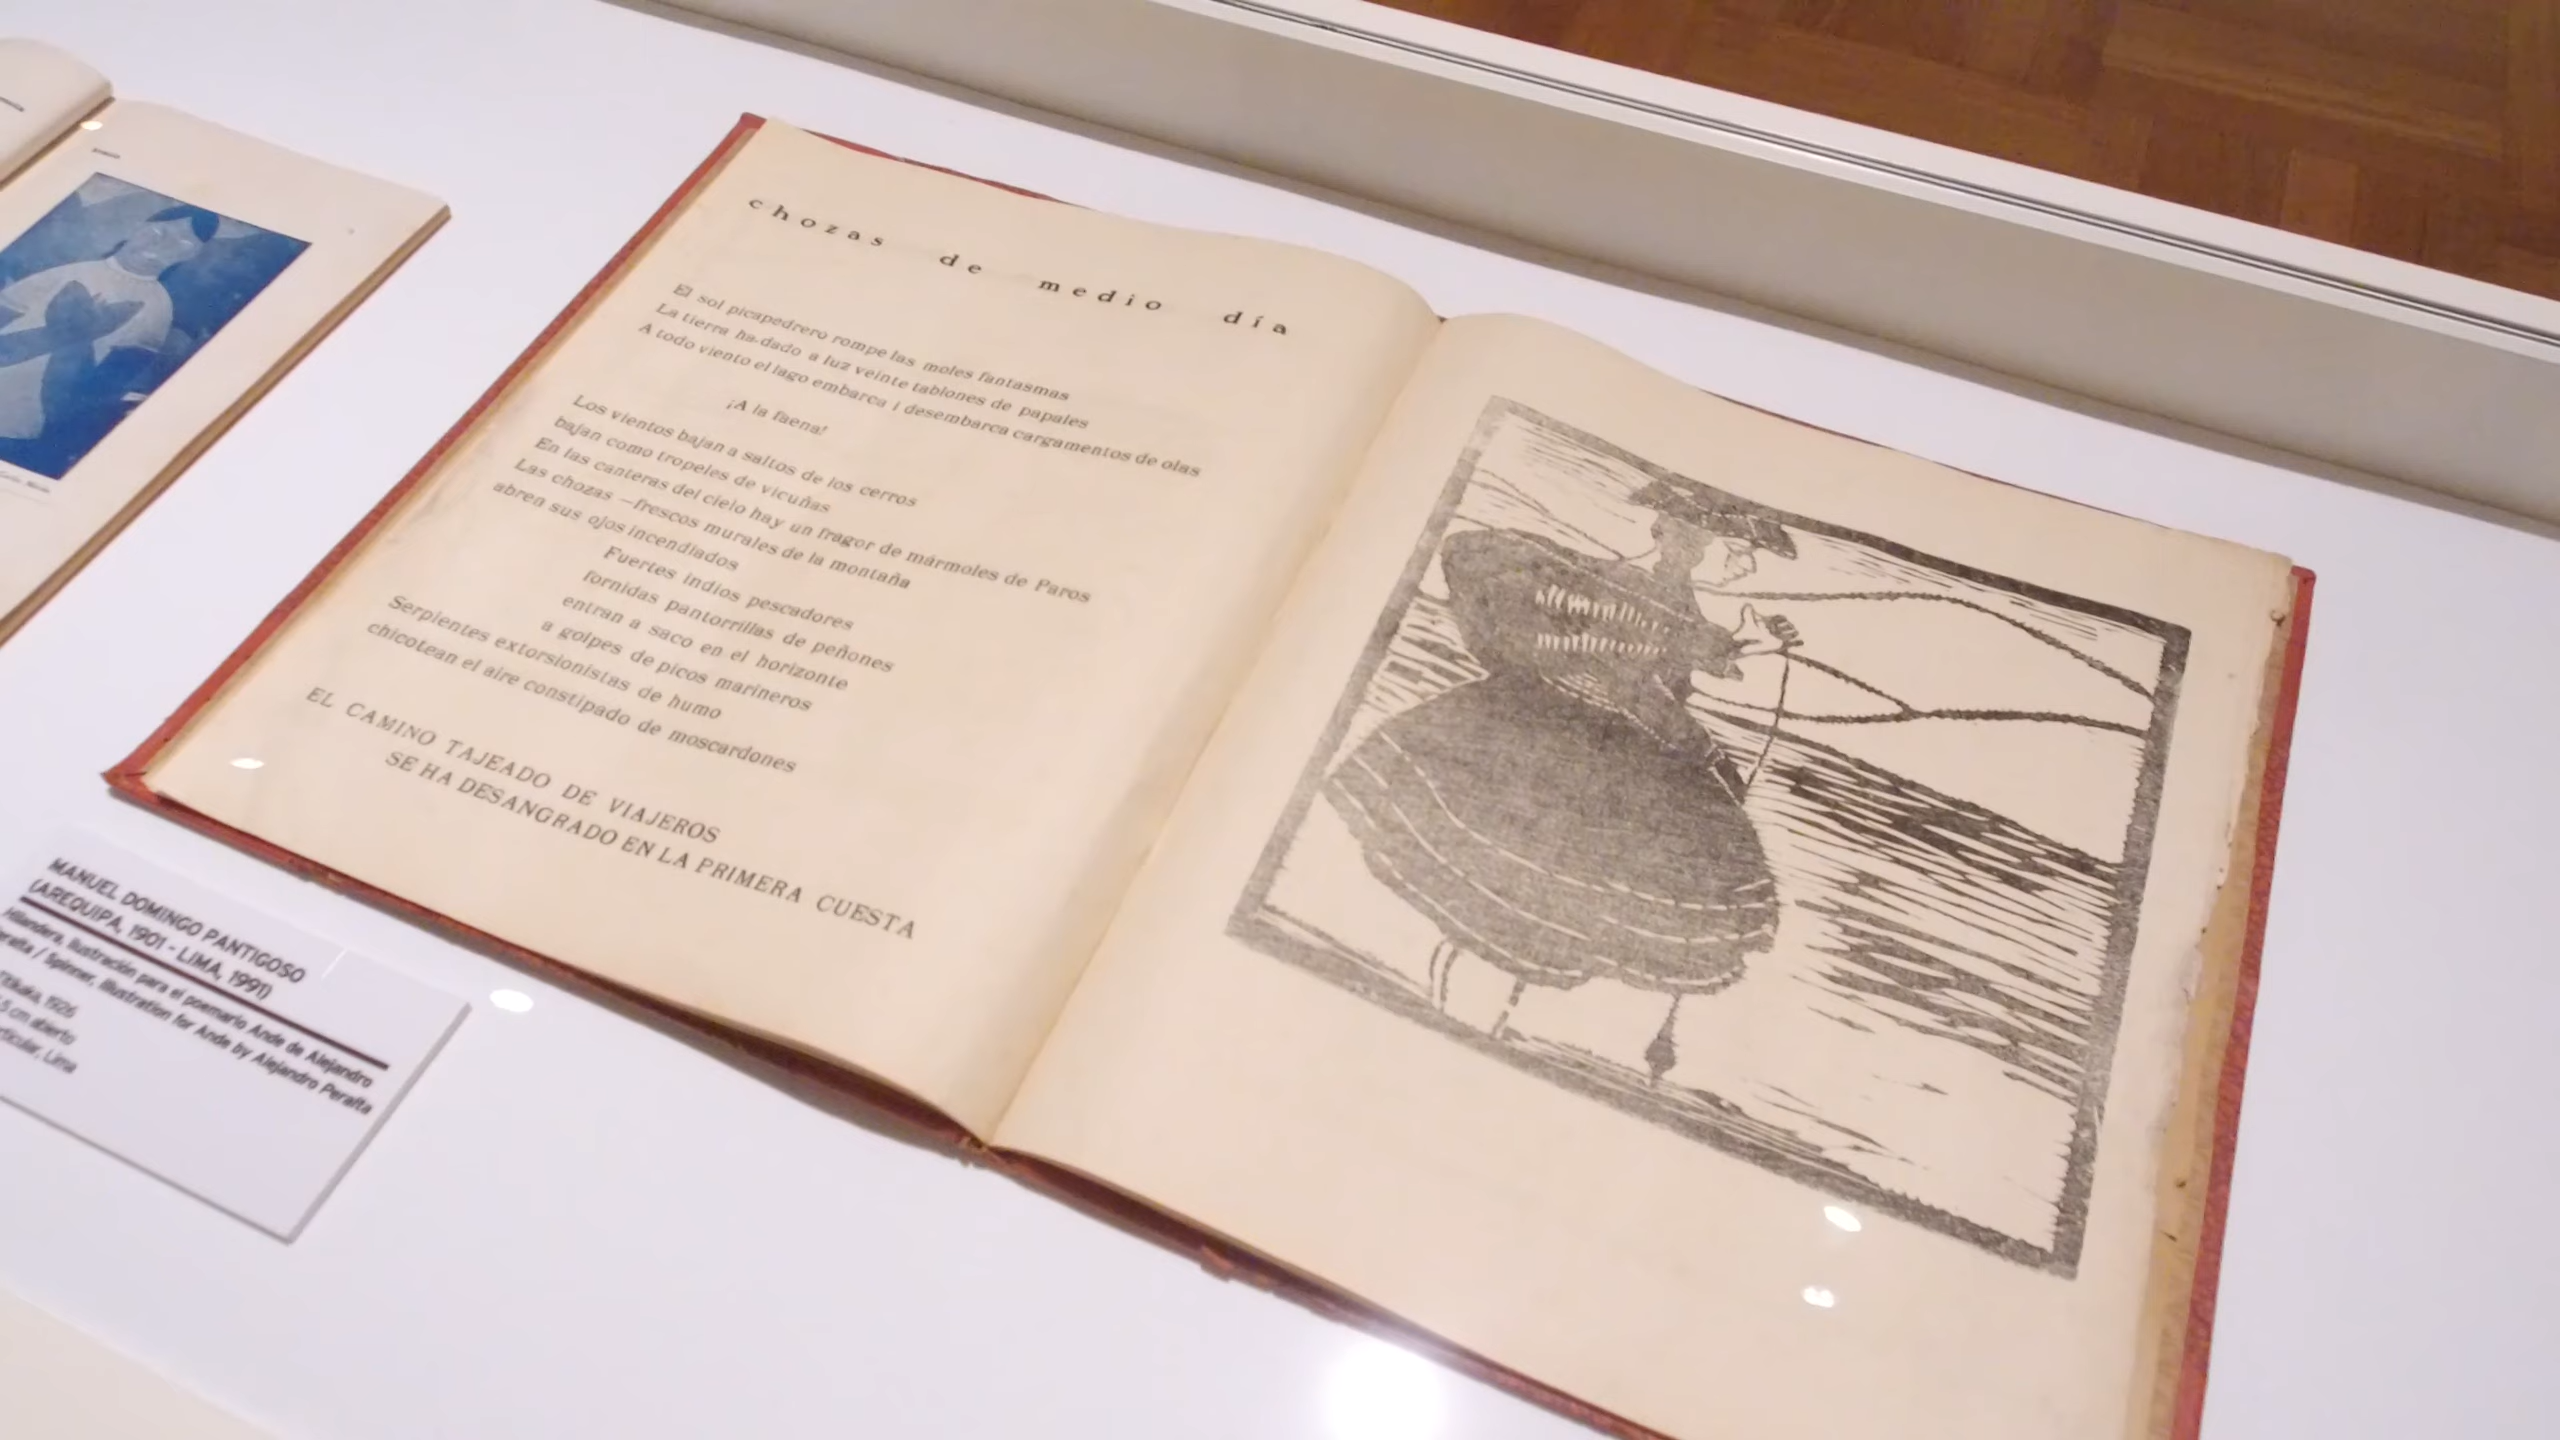 chozas de medio día
El sol picapedrero rompe las moles fantasmas
La tierra ha-dado a luz veinte tablones de papales
A todo viento el lago embarca i desembarca cargamentos de olas
¡A la faena!
Los vientos bajan a saltos de los cerros
bajan como tropeles de vicuñas
En las canteras del cielo hay un fragor de mármoles de Paros
Las chozas —frescos murales de la montaña
abren sus ojos incendiados
Fuertes indios pescadores
fornidas pantorrillas de peñones
entran a saco en el horizonte
a golpes de picos marineros
Serpientes extorsionistas de humo
chicotean el aire constipado de moscardones
EL CAMINO TAJEADO DE VIAJEROS
SE HA DESANGRADO EN LA PRIMERA CUESTA
MANUEL DOMINGO PANTIGOSO
(AREQUIPA, 1901 - LIMA, 1991)
Hilandera, ilustración para el poemario Ande de Alejandro
/ Spinner, illustration for Ande by Alejandro Peralta
1926
5 cm abierto
Lima